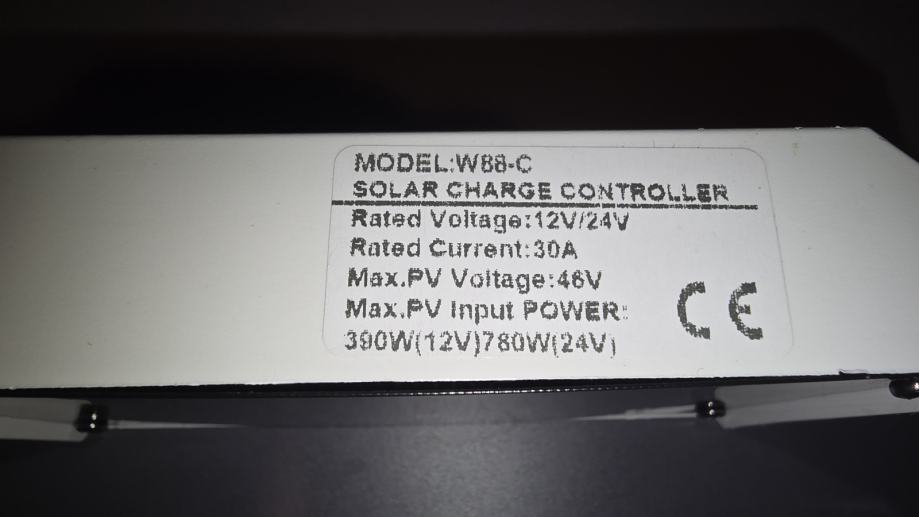 MODEL:W88-C
SOLAR CHARGE CONTROLLER
Rated Voltage:12V/24V
Rated Current:30A
Max.PV Voltage:46V
Max.PV Input POWER:
390W(12V)780W(24V)
CE